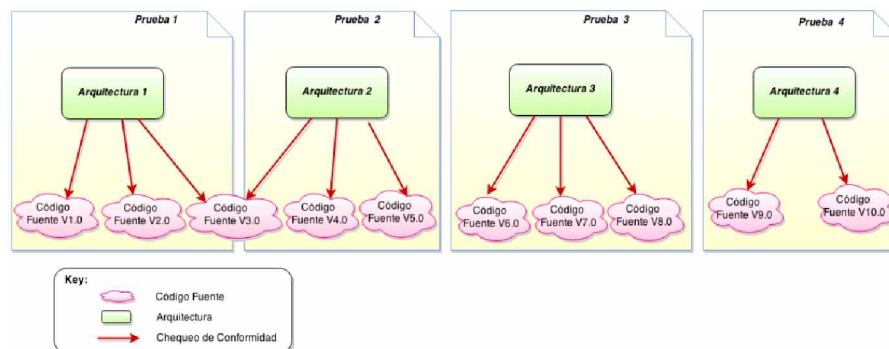 Prueba 1
Prueba 2
Prueba 3
Prueba 4
Arquitectura 1
Arquitectura 2
Arquitectura 3
Arquitectura 4
Código
Fuente V1.0
Código
Fuente V2.0
Código
Fuente V3.0
Código
Fuente V4.0
Código
Fuente V5.0
Código
Fuente V6.0
Código
Fuente V7.0
Código
Fuente V8.0
Código
Fuente V9.0
Código
Fuente V10.0
Key:
Código Fuente
Arquitectura
Chequeo de Conformidad